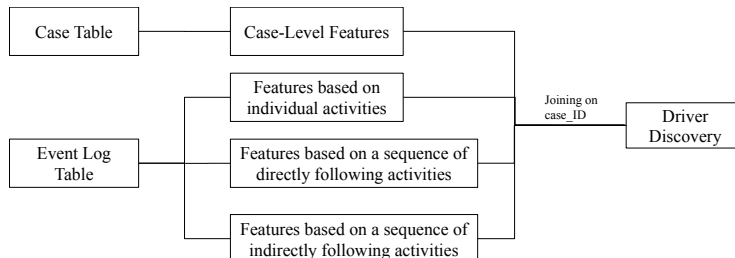 Case Table
Case-Level Features
Features based on
individual activities
Joining on
case_ID
Driver
Discovery
Event Log
Table
Features based on a sequence of
directly following activities
Features based on a sequence of
indirectly following activities